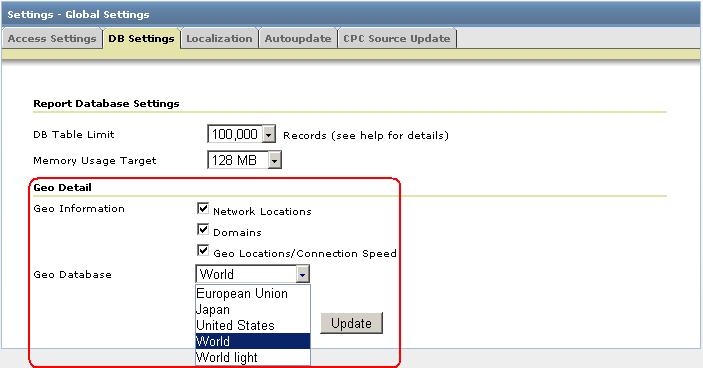 Settings - Global Settings
Access Settings DB Settings Localization Autoupdate CPC Source Update
Report Database Settings
DB Table Limit 100,000 Records (see help for details)
Memory Usage Target 128 MB
Geo Detail
Geo Information Network Locations
Domains
Geo Locations/Connection Speed
Geo Database World
European Union
Japan
United States
Update
World
World light